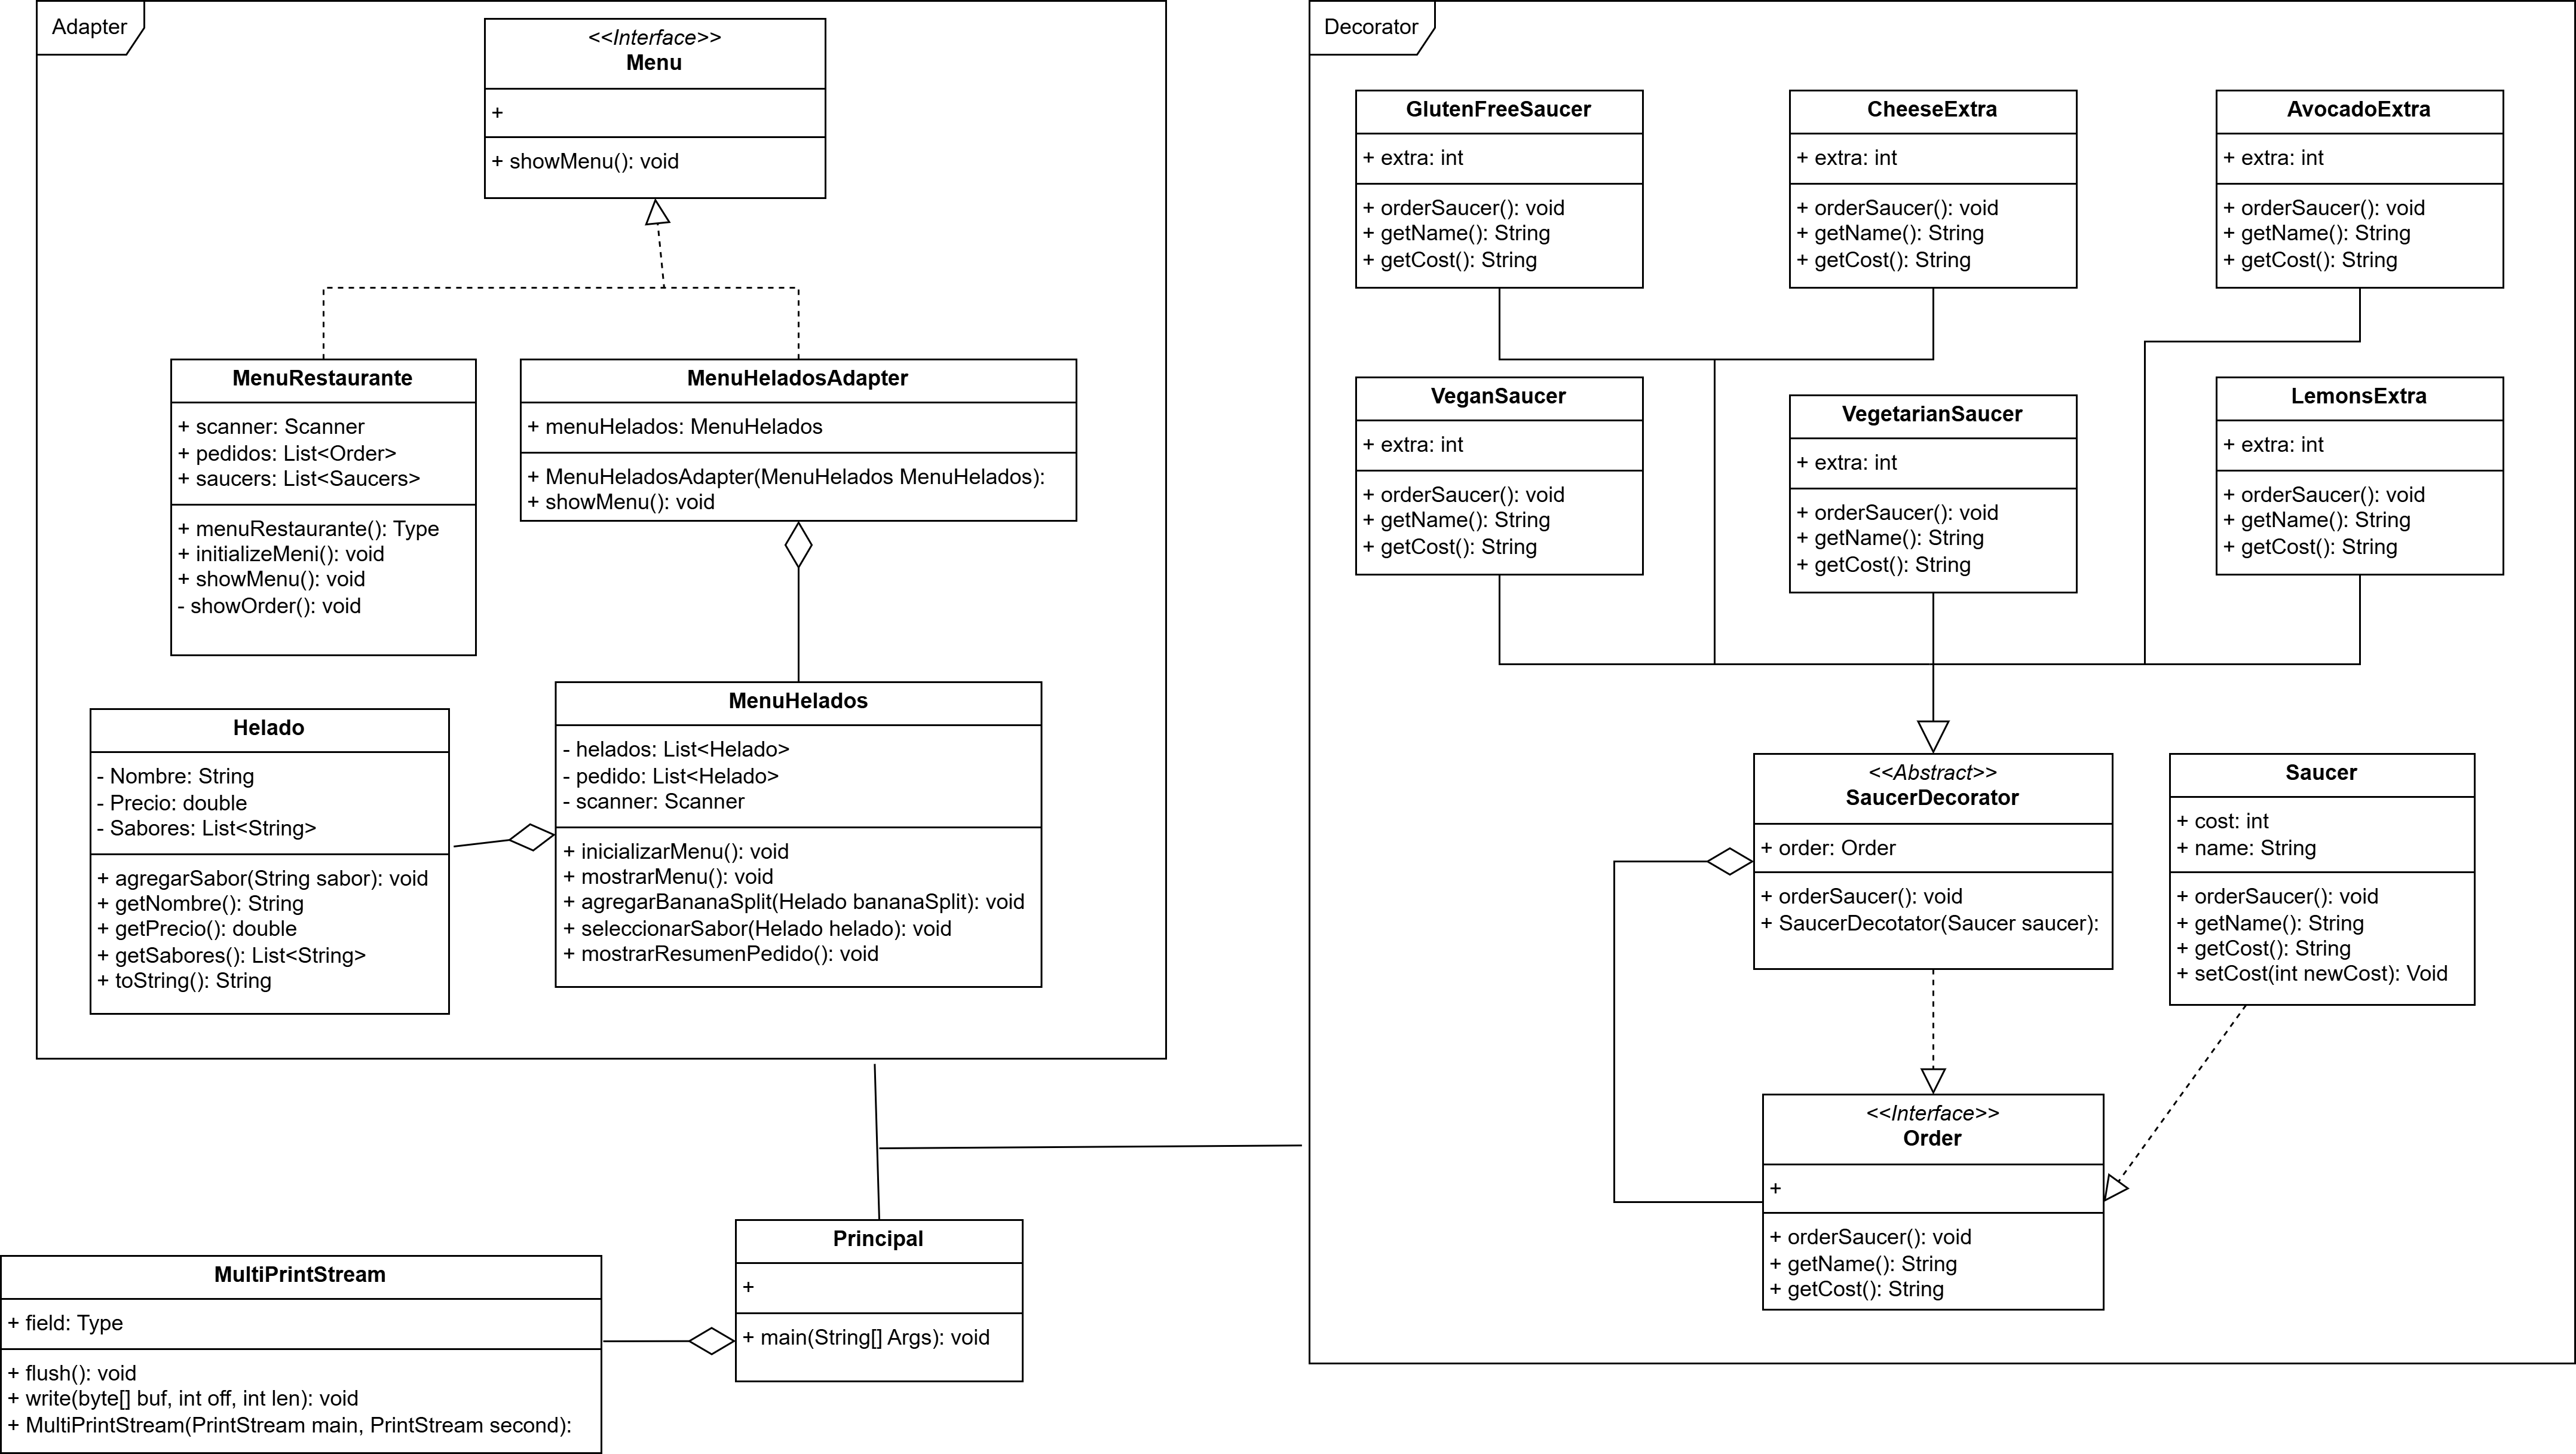 Adapter
<<Interface>>
Menu
+
+ showMenu(): void
MenuRestaurante
+ scanner: Scanner
+ pedidos: List<Order>
+ saucers: List<Saucers>
+ menuRestaurante(): Type
+ initializeMeni(): void
+ showMenu(): void
- showOrder(): void
MenuHeladosAdapter
+ menuHelados: MenuHelados
+ MenuHeladosAdapter(MenuHelados MenuHelados):
+ showMenu(): void
Helado
- Nombre: String
- Precio: double
- Sabores: List<String>
+ agregarSabor(String sabor): void
+ getNombre(): String
+ getPrecio(): double
+ getSabores(): List<String>
+ toString(): String
MenuHelados
- helados: List<Helado>
- pedido: List<Helado>
- scanner: Scanner
+ inicializarMenu(): void
+ mostrarMenu(): void
+ agregarBananaSplit(Helado bananaSplit): void
+ seleccionarSabor(Helado helado): void
+ mostrarResumenPedido(): void
MultiPrintStream
+ field: Type
+ flush(): void
+ write(byte[] buf, int off, int len): void
+ MultiPrintStream(PrintStream main, PrintStream second):
Principal
+
+ main(String[] Args): void
Decorator
GlutenFreeSaucer
+ extra: int
+ orderSaucer(): void
+ getName(): String
+ getCost(): String
CheeseExtra
+ extra: int
+ orderSaucer(): void
+ getName(): String
+ getCost(): String
AvocadoExtra
+ extra: int
+ orderSaucer(): void
+ getName(): String
+ getCost(): String
VeganSaucer
+ extra: int
+ orderSaucer(): void
+ getName(): String
+ getCost(): String
VegetarianSaucer
+ extra: int
+ orderSaucer(): void
+ getName(): String
+ getCost(): String
LemonsExtra
+ extra: int
+ orderSaucer(): void
+ getName(): String
+ getCost(): String
<<Abstract>>
SaucerDecorator
+ order: Order
+ orderSaucer(): void
+ SaucerDecotator(Saucer saucer):
Saucer
+ cost: int
+ name: String
+ orderSaucer(): void
+ getName(): String
+ getCost(): String
+ setCost(int newCost): Void
<<Interface>>
Order
+
+ orderSaucer(): void
+ getName(): String
+ getCost(): String